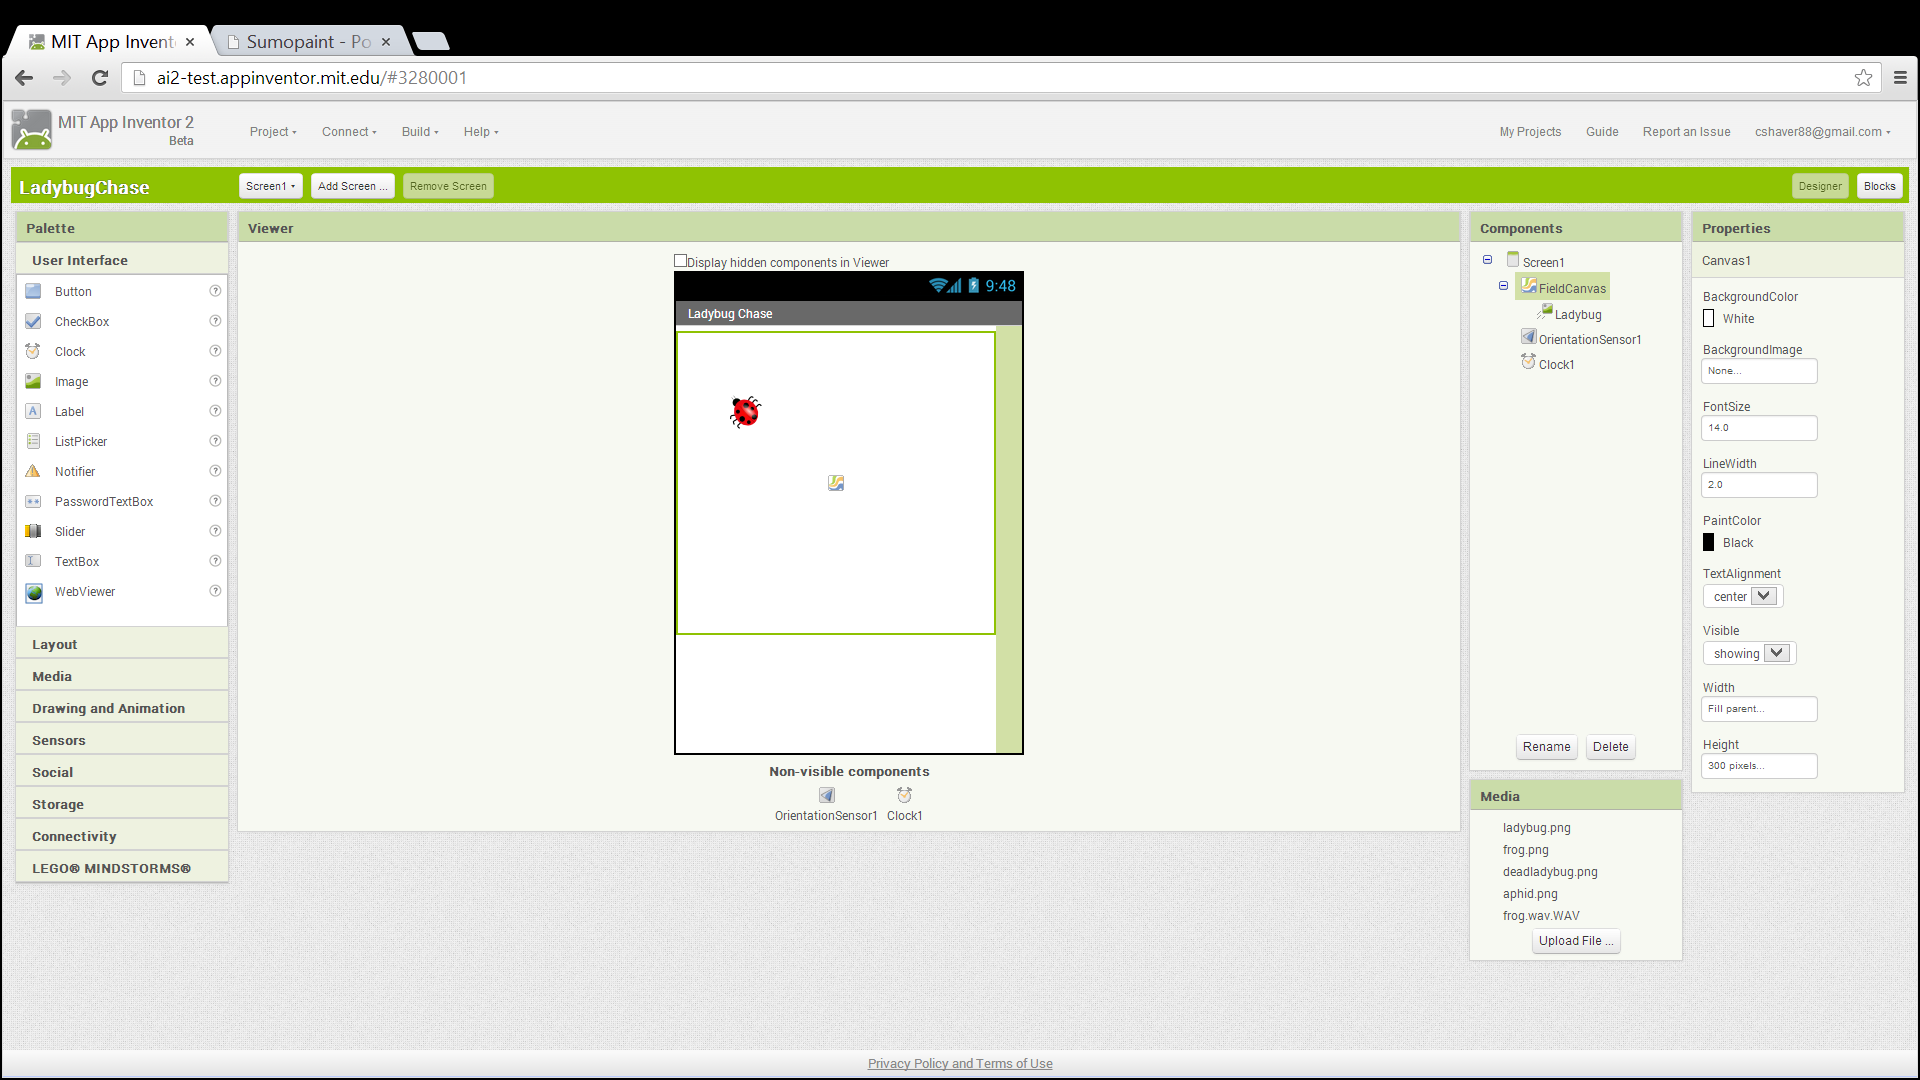 MIT App Invent
Sumopaint - Po
ai2-test.appinventor.mit.edu/#3280001
MIT App Inventor 2
Beta
Project
Connect
Build
Help
My Projects
Guide
Report an Issue
cshaver88@gmail.com
LadybugChase
Screen1
Add Screen ...
Remove Screen
Designer
Blocks
Palette
User Interface
Button
CheckBox
Clock
Image
Label
ListPicker
Notifier
PasswordTextBox
Slider
TextBox
WebViewer
Layout
Media
Drawing and Animation
Sensors
Social
Storage
Connectivity
LEGO® MINDSTORMS®
Viewer
Display hidden components in Viewer
9:48
Ladybug Chase
Non-visible components
OrientationSensor1
Clock1
Components
Screen1
FieldCanvas
Ladybug
OrientationSensor1
Clock1
Rename
Delete
Media
ladybug.png
frog.png
deadladybug.png
aphid.png
frog.wav.WAV
Upload File ...
Properties
Canvas1
BackgroundColor
White
BackgroundImage
None...
FontSize
14.0
LineWidth
2.0
PaintColor
Black
TextAlignment
center
Visible
showing
Width
Fill parent...
Height
300 pixels...
Privacy Policy and Terms of Use